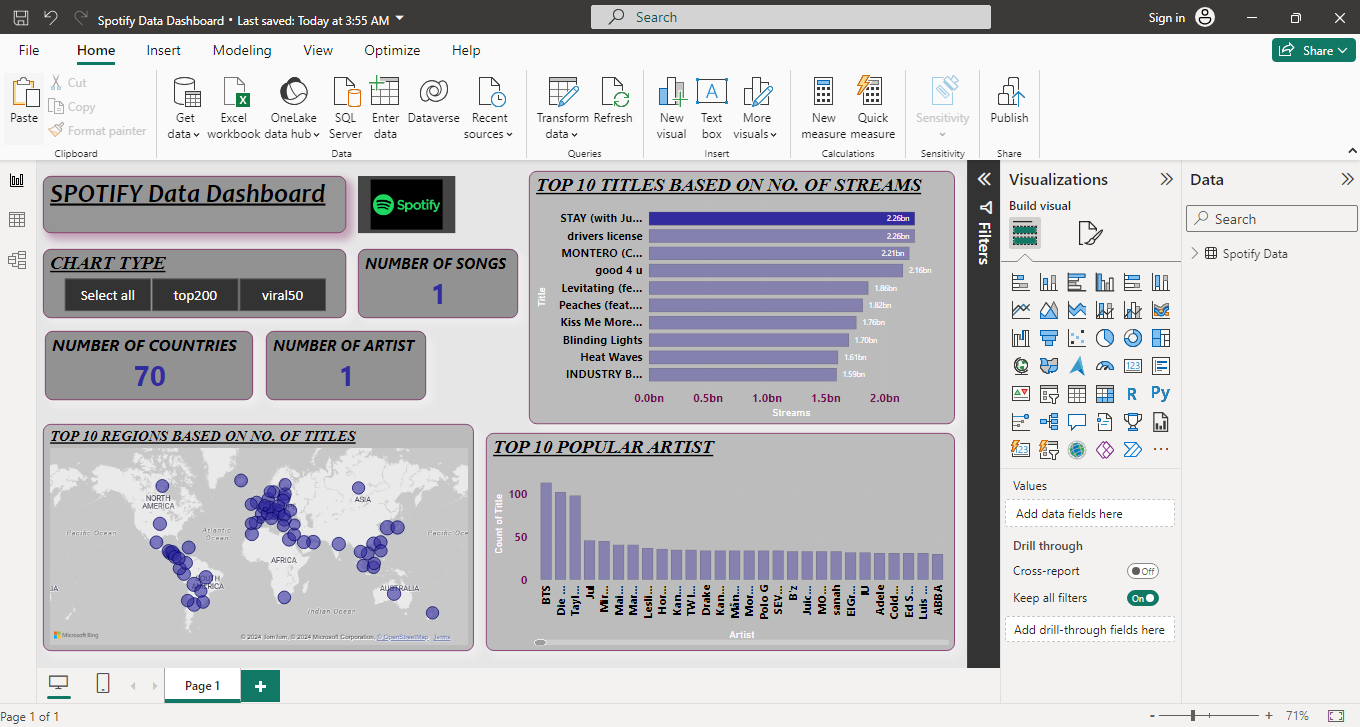 Spotify Data Dashboard • Last saved: Today at 3:55 AM
Search
Sign in
File Home Insert Modeling View Optimize Help
Share
Paste
Cut
Copy
Format painter
Clipboard
Get data
Excel workbook
OneLake data hub
SQL Server
Enter data
Dataverse
Recent sources
Data
Transform data
Refresh
Queries
New visual
Text box
More visuals
Insert
New measure
Quick measure
Calculations
Sensitivity
Sensitivity
Publish
Share
SPOTIFY Data Dashboard
Spotify
CHART TYPE
Select all
top200
viral50
NUMBER OF SONGS
1
NUMBER OF COUNTRIES
70
NUMBER OF ARTIST
1
TOP 10 TITLES BASED ON NO. OF STREAMS
Title
STAY (with Ju... 2.26bn
drivers license 2.26bn
MONTERO (C... 2.21bn
good 4 u 2.16bn
Levitating (fe... 1.86bn
Peaches (feat.... 1.82bn
Kiss Me More... 1.76bn
Blinding Lights 1.70bn
Heat Waves 1.61bn
INDUSTRY B... 1.59bn
0.0bn 0.5bn 1.0bn 1.5bn 2.0bn
Streams
TOP 10 REGIONS BASED ON NO. OF TITLES
NORTH AMERICA
ASIA
Pacific Ocean
Atlantic Ocean
Pacific Oc
AFRICA
IA
AUSTRALIA
Indian Ocean
Microsoft Bing
© 2024 TomTom, © 2024 Microsoft Corporation, © OpenStreetMap Terms
TOP 10 POPULAR ARTIST
Count of Title
100
50
0
BTS
Die ...
Tayl...
Jul
Mal...
Lesli...
Hor...
Kan...
TWI...
Drake
Kan...
Mån...
Moo...
Polo G
SEV...
B'z
Juic...
MO...
sanah
ElGr...
IU
Adele
Cold...
Ed S...
Luis ...
ABBA
Artist
Filters
Visualizations
Build visual
123
R
Py
123
Values
Add data fields here
Drill through
Cross-report
Off
Keep all filters
On
Add drill-through fields here
Data
Search
Spotify Data
Page 1
+
Page 1 of 1
- + 71%